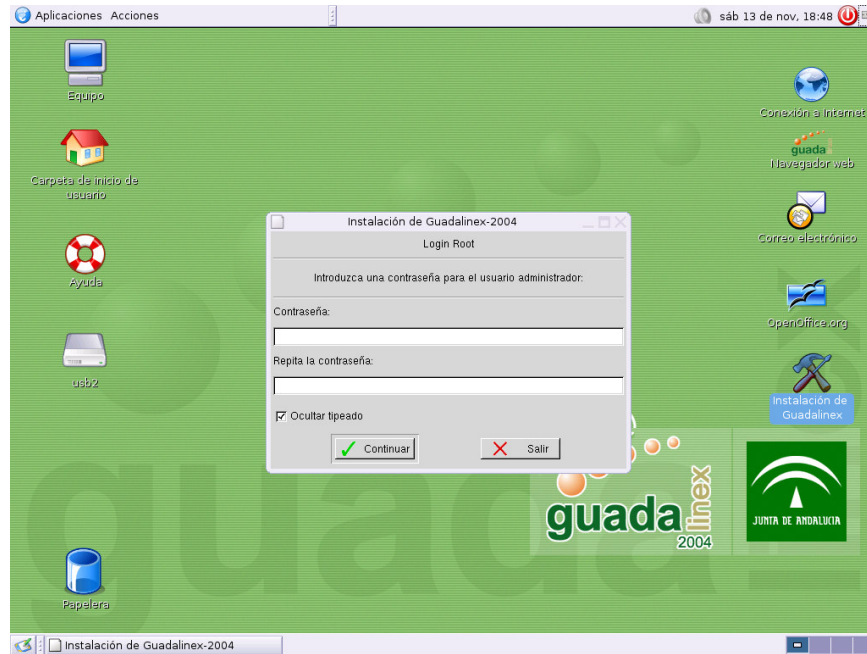 Aplicaciones Acciones
sáb 13 de nov, 18:48
Equipo
Carpeta de inicio de
usuario
Ayuda
usb2
Papelera
Conexión a Internet
guada
Navegador web
Correo electrónico
OpenOffice.org
Instalación de
Guadalinex
Instalación de Guadalinex-2004
Login Root
Introduzca una contraseña para el usuario administrador:
Contraseña:
Repita la contraseña:
Ocultar tipeado
Continuar
Salir
guada
linex
2004
JUNTA DE ANDALUCIA
guada
Instalación de Guadalinex-2004